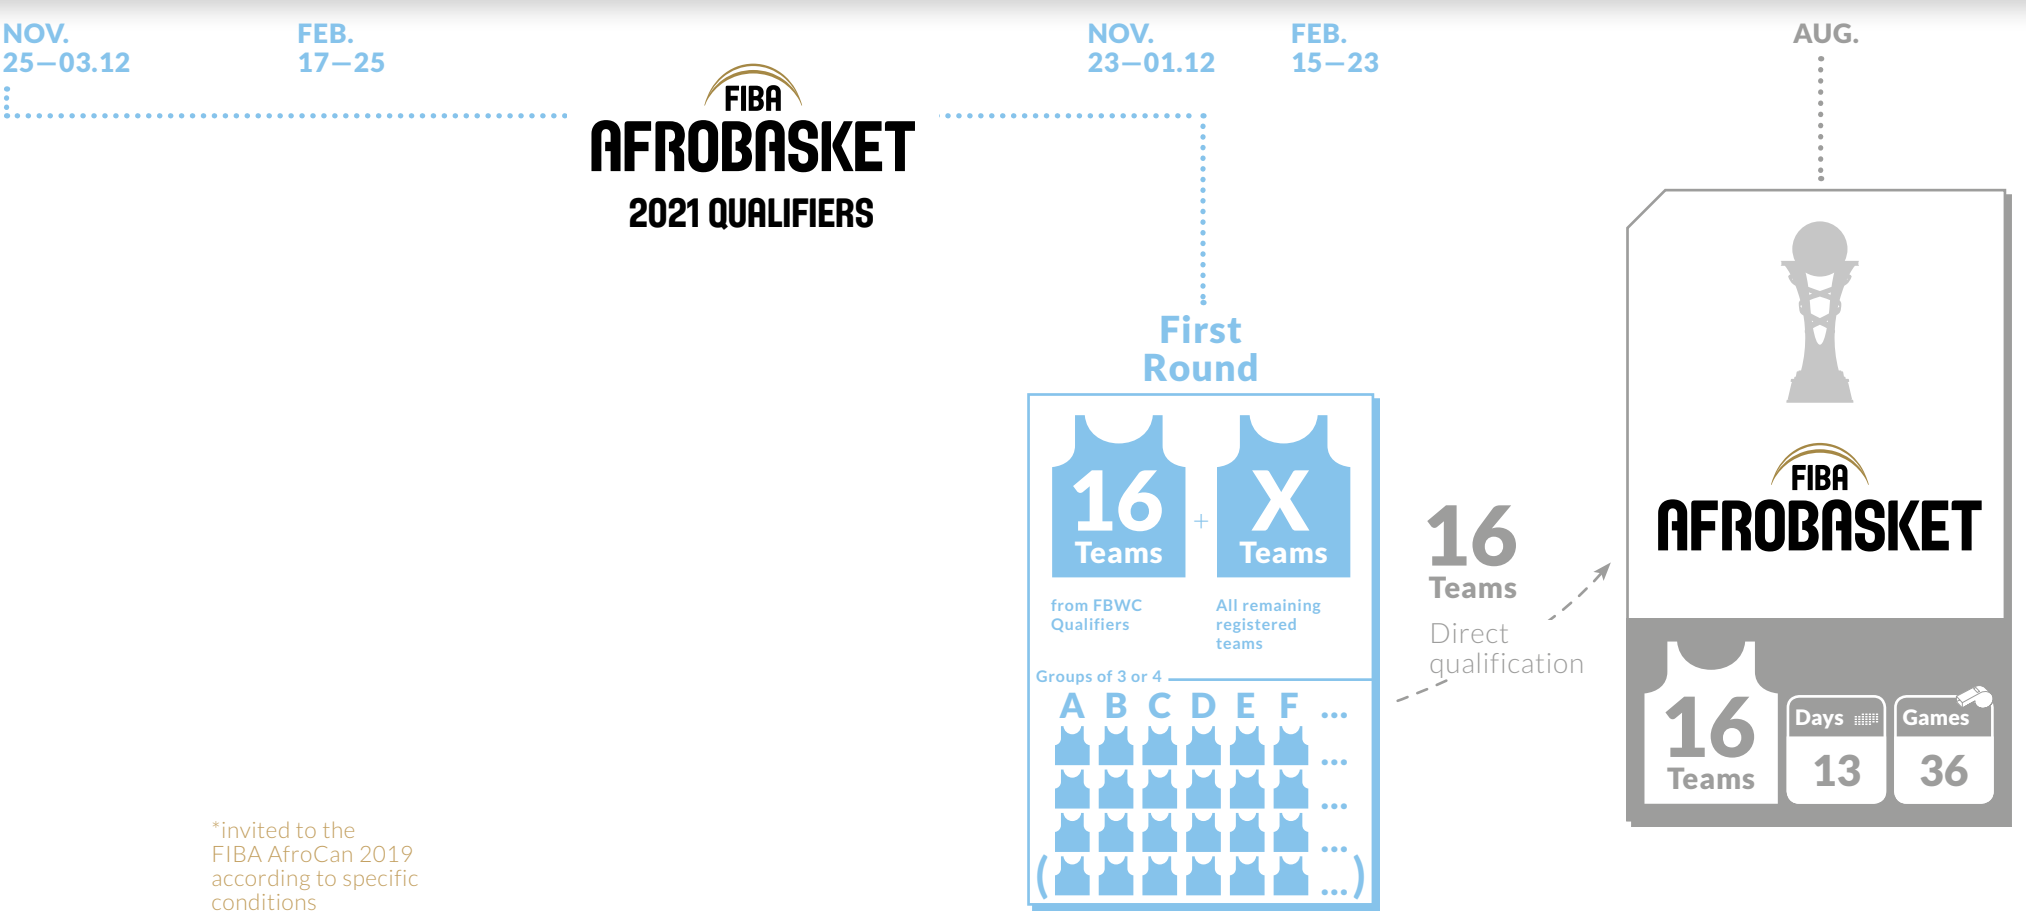 NOV.
25—03.12
FEB.
17—25
NOV.
23—01.12
FEB.
15—23
AUG.
FIBA
AFROBASKET
2021 QUALIFIERS
First
Round
16
Teams
+
X
Teams
from FBWC
Qualifiers
All remaining
registered
teams
Groups of 3 or 4
A B C D E F ...
...
...
...
( ...)
16
Teams
Direct
qualification
FIBA
AFROBASKET
16
Teams
Days
13
Games
36
*invited to the
FIBA AfroCan 2019
according to specific
conditions